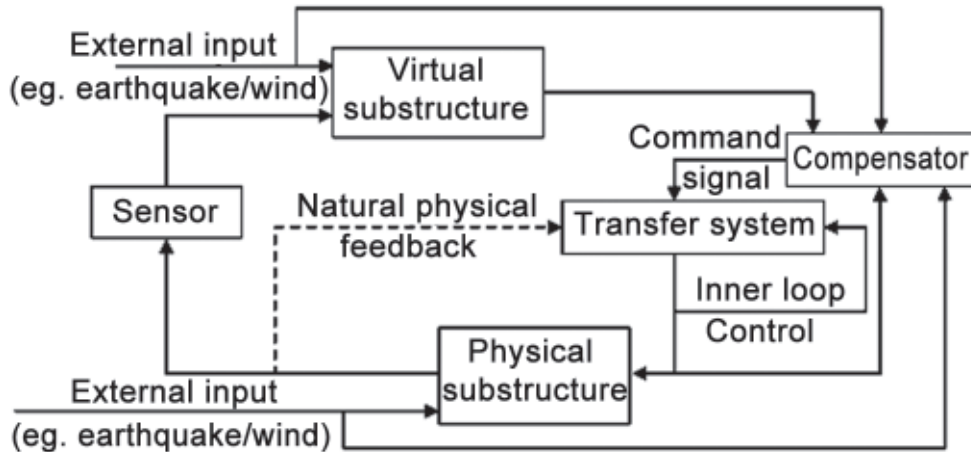 External input
(eg. earthquake/wind)
Virtual
substructure
Command
signal
Compensator
Sensor
Natural physical
feedback
Transfer system
Inner loop
Control
Physical
substructure
External input
(eg. earthquake/wind)